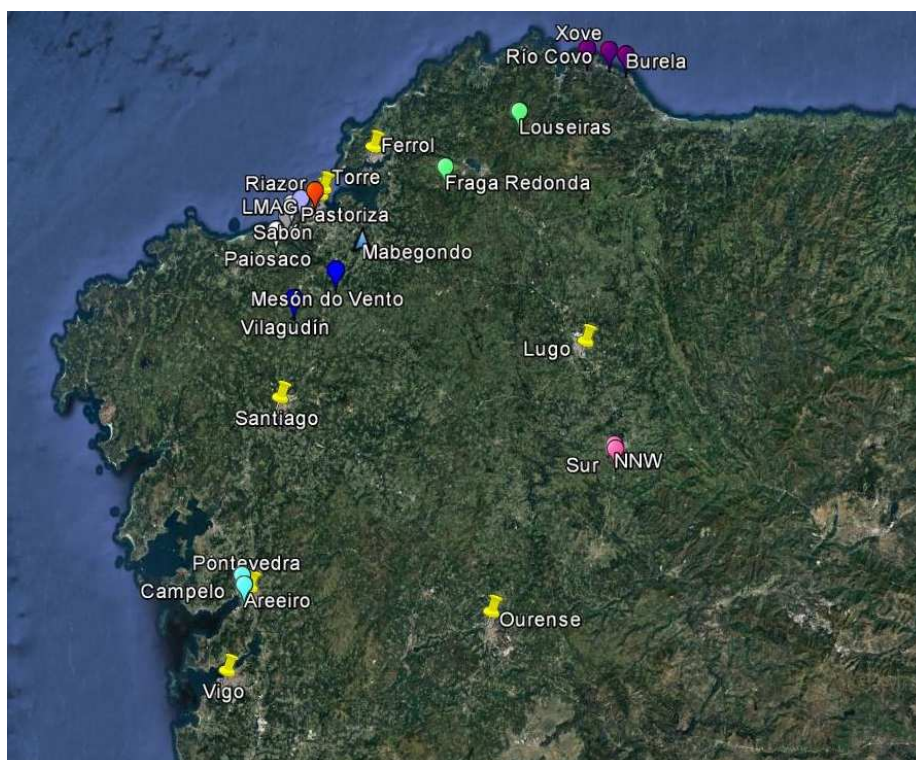 Xove
Río Covo
Burela
Louseiras
Ferrol
Fraga Redonda
Riazor
Torre
LMAG
Pastoriza
Sabón
Paiosaco
Mabegondo
Mesón do Vento
Vilagudín
Lugo
Santiago
Sur
NNW
Pontevedra
Campelo
Areeiro
Ourense
Vigo